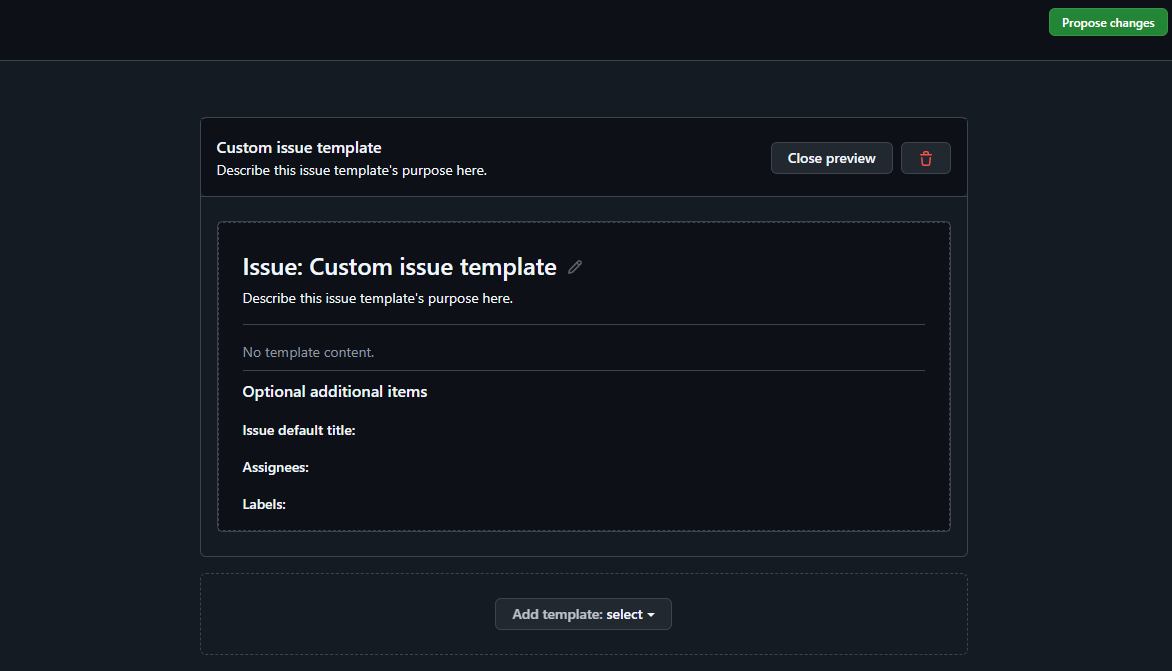 Propose changes
Custom issue template
Describe this issue template's purpose here.
Close preview
Issue: Custom issue template
Describe this issue template's purpose here.
No template content.
Optional additional items
Issue default title:
Assignees:
Labels:
Add template: select